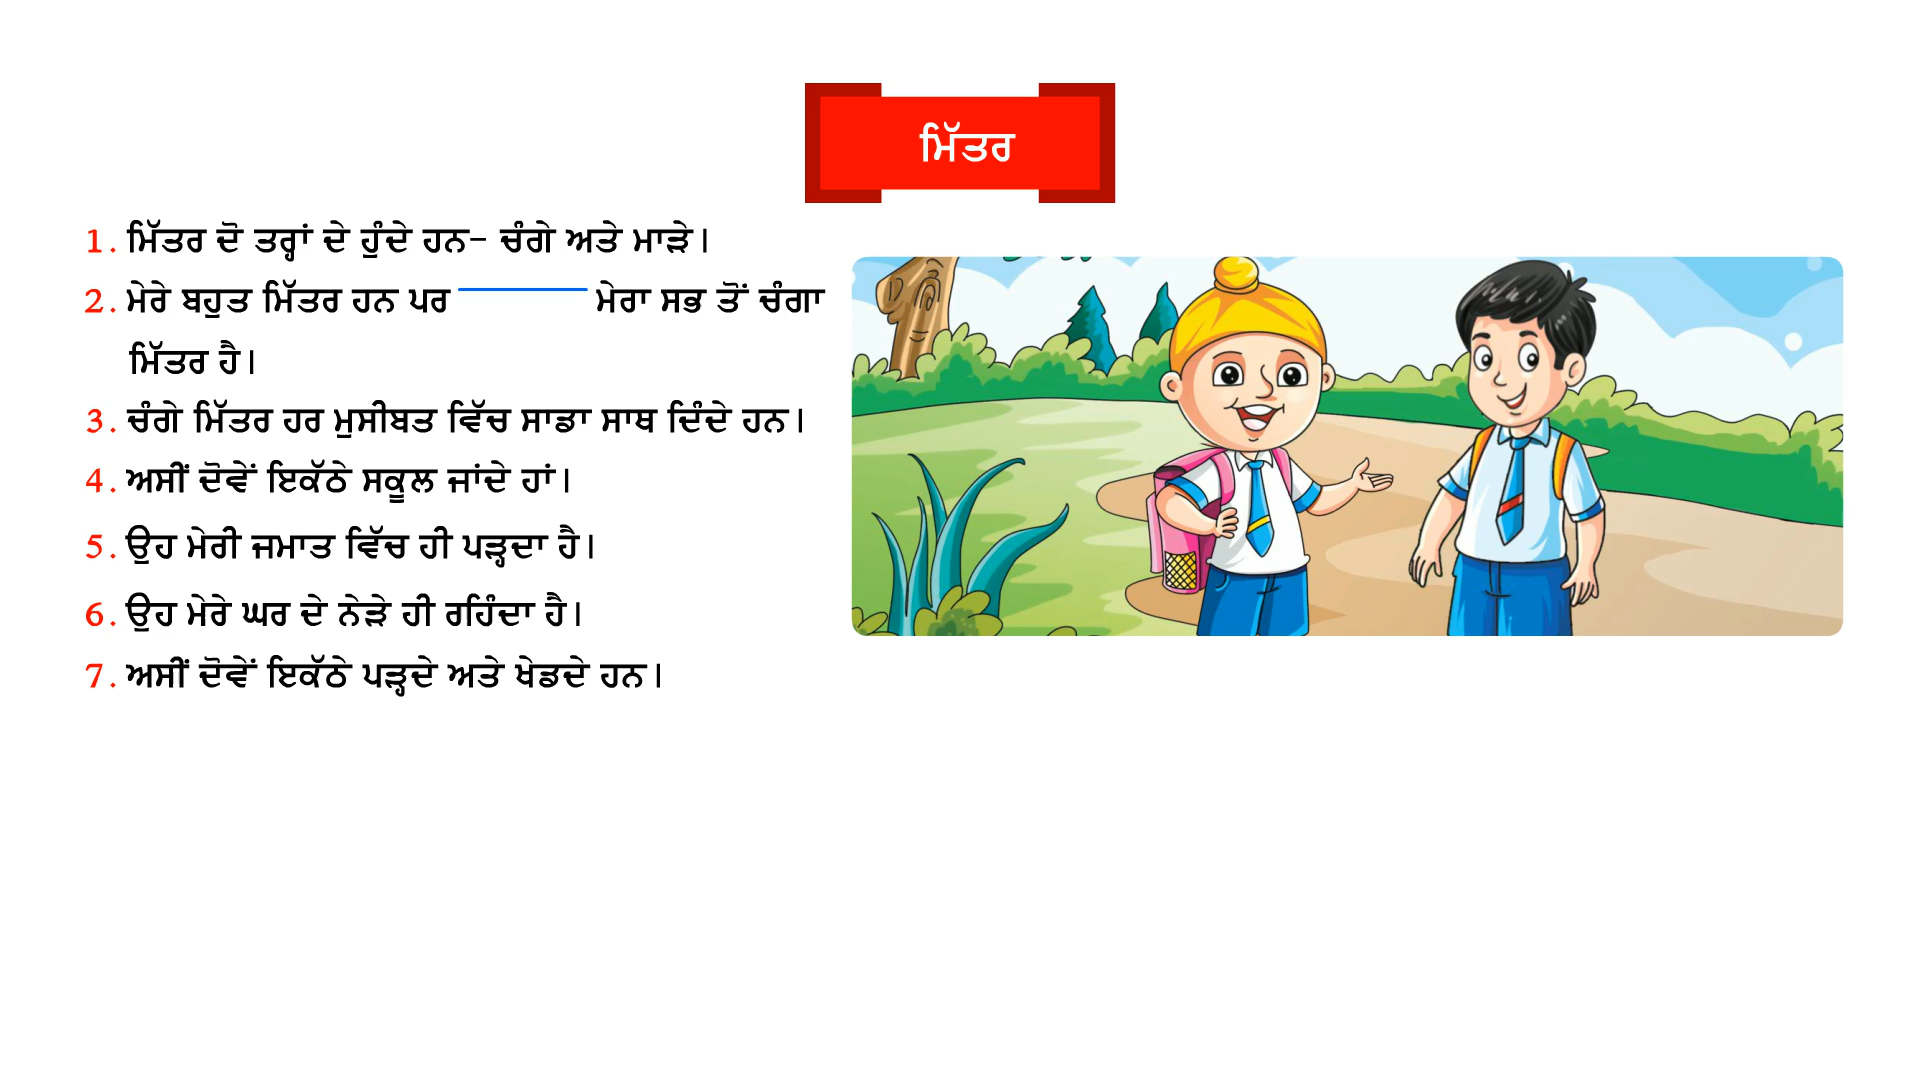 ਮਿੱਤਰ
1. ਮਿੱਤਰ ਦੋ ਤਰ੍ਹਾਂ ਦੇ ਹੁੰਦੇ ਹਨ- ਚੰਗੇ ਅਤੇ ਮਾੜੇ।
2. ਮੇਰੇ ਬਹੁਤ ਮਿੱਤਰ ਹਨ ਪਰ ________ ਮੇਰਾ ਸਭ ਤੋਂ ਚੰਗਾ
ਮਿੱਤਰ ਹੈ।
3. ਚੰਗੇ ਮਿੱਤਰ ਹਰ ਮੁਸੀਬਤ ਵਿੱਚ ਸਾਡਾ ਸਾਥ ਦਿੰਦੇ ਹਨ।
4. ਅਸੀਂ ਦੋਵੇਂ ਇਕੱਠੇ ਸਕੂਲ ਜਾਂਦੇ ਹਾਂ।
5. ਉਹ ਮੇਰੀ ਜਮਾਤ ਵਿੱਚ ਹੀ ਪੜ੍ਹਦਾ ਹੈ।
6. ਉਹ ਮੇਰੇ ਘਰ ਦੇ ਨੇੜੇ ਹੀ ਰਹਿੰਦਾ ਹੈ।
7. ਅਸੀਂ ਦੋਵੇਂ ਇਕੱਠੇ ਪੜ੍ਹਦੇ ਅਤੇ ਖੇਡਦੇ ਹਨ।